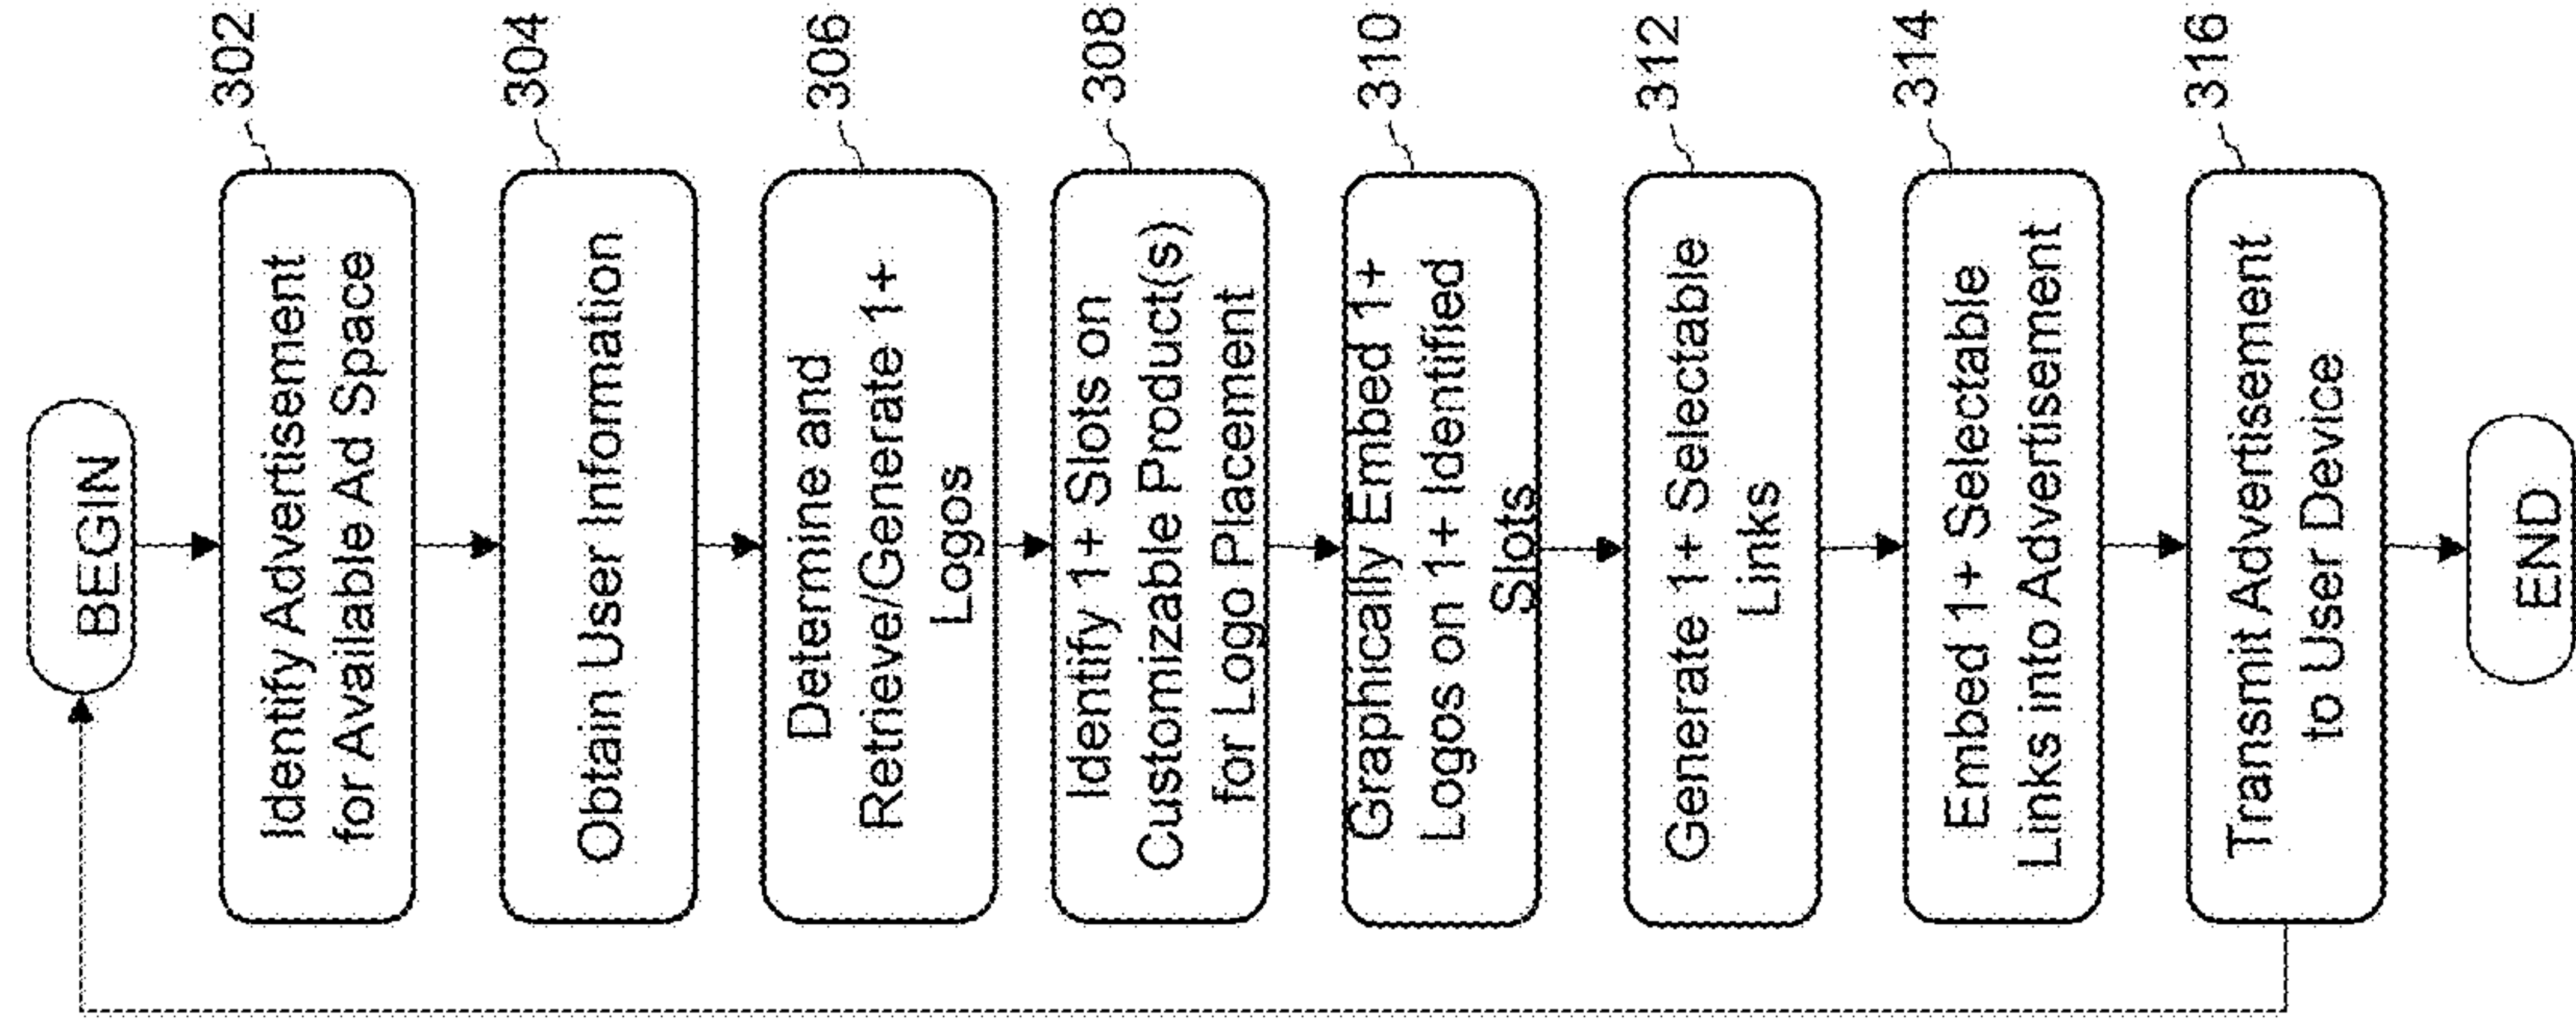 BEGIN
Identify Advertisement
for Available Ad Space
302
Obtain User Information
304
Determine and
Retrieve/Generate 1+
Logos
306
Identify 1+ Slots on
Customizable Product(s)
for Logo Placement
308
Graphically Embed 1+
Logos on 1+ Identified
Slots
310
Generate 1+ Selectable
Links
312
Embed 1+ Selectable
Links into Advertisement
314
Transmit Advertisement
to User Device
316
END